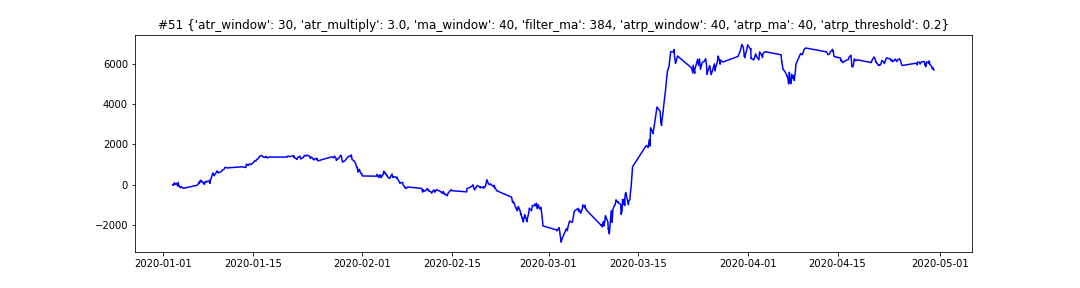 #51 {'atr_window': 30, 'atr_multiply': 3.0, 'ma_window': 40, 'filter_ma': 384, 'atrp_window': 40, 'atrp_ma': 40, 'atrp_threshold': 0.2}
6000
4000
2000
0
−2000
2020-01-01 2020-01-15 2020-02-01 2020-02-15 2020-03-01 2020-03-15 2020-04-01 2020-04-15 2020-05-01